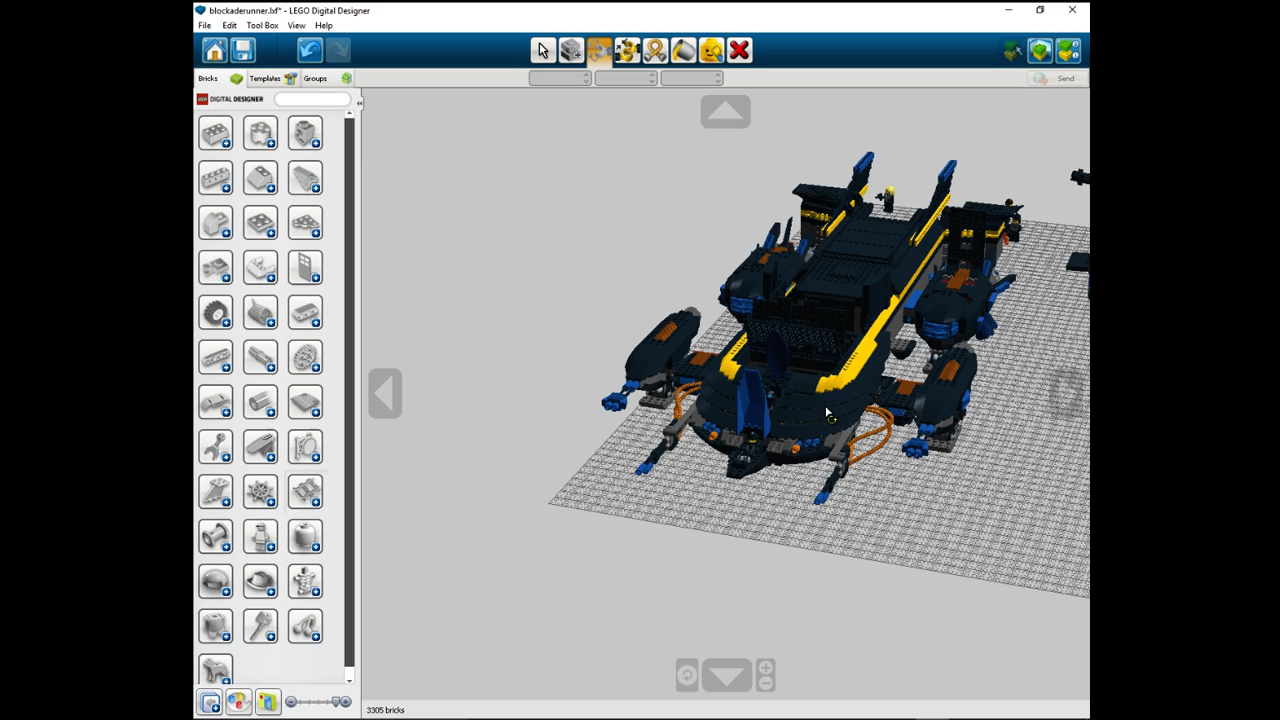 blockaderunner.lxf* - LEGO Digital Designer
File Edit Tool Box View Help
Bricks Templates Groups Send
LEGO DIGITAL DESIGNER
3305 bricks